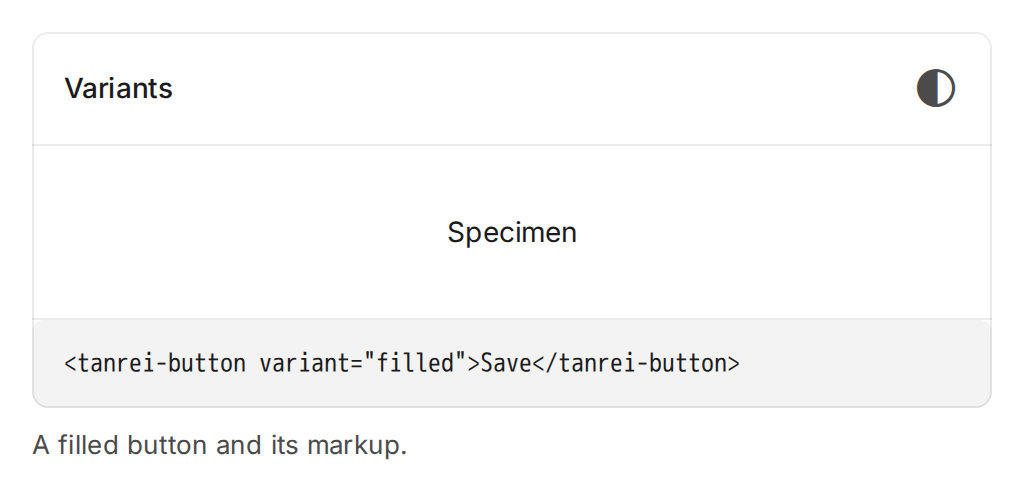 Variants
Specimen
<tanrei-button variant="filled">Save</tanrei-button>
A filled button and its markup.